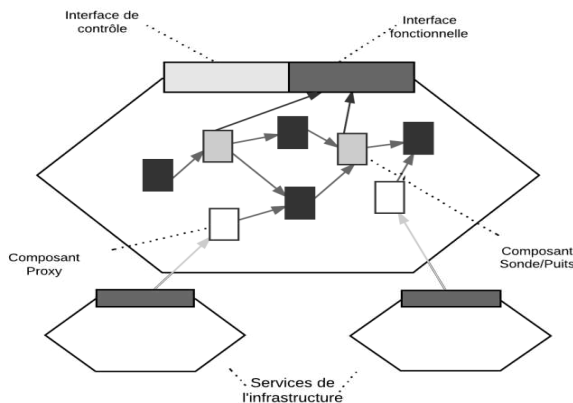 Interface de
contrôle
Interface
fonctionnelle
Composant
Proxy
Composant
Sonde/Puits
Services de
l'infrastructure